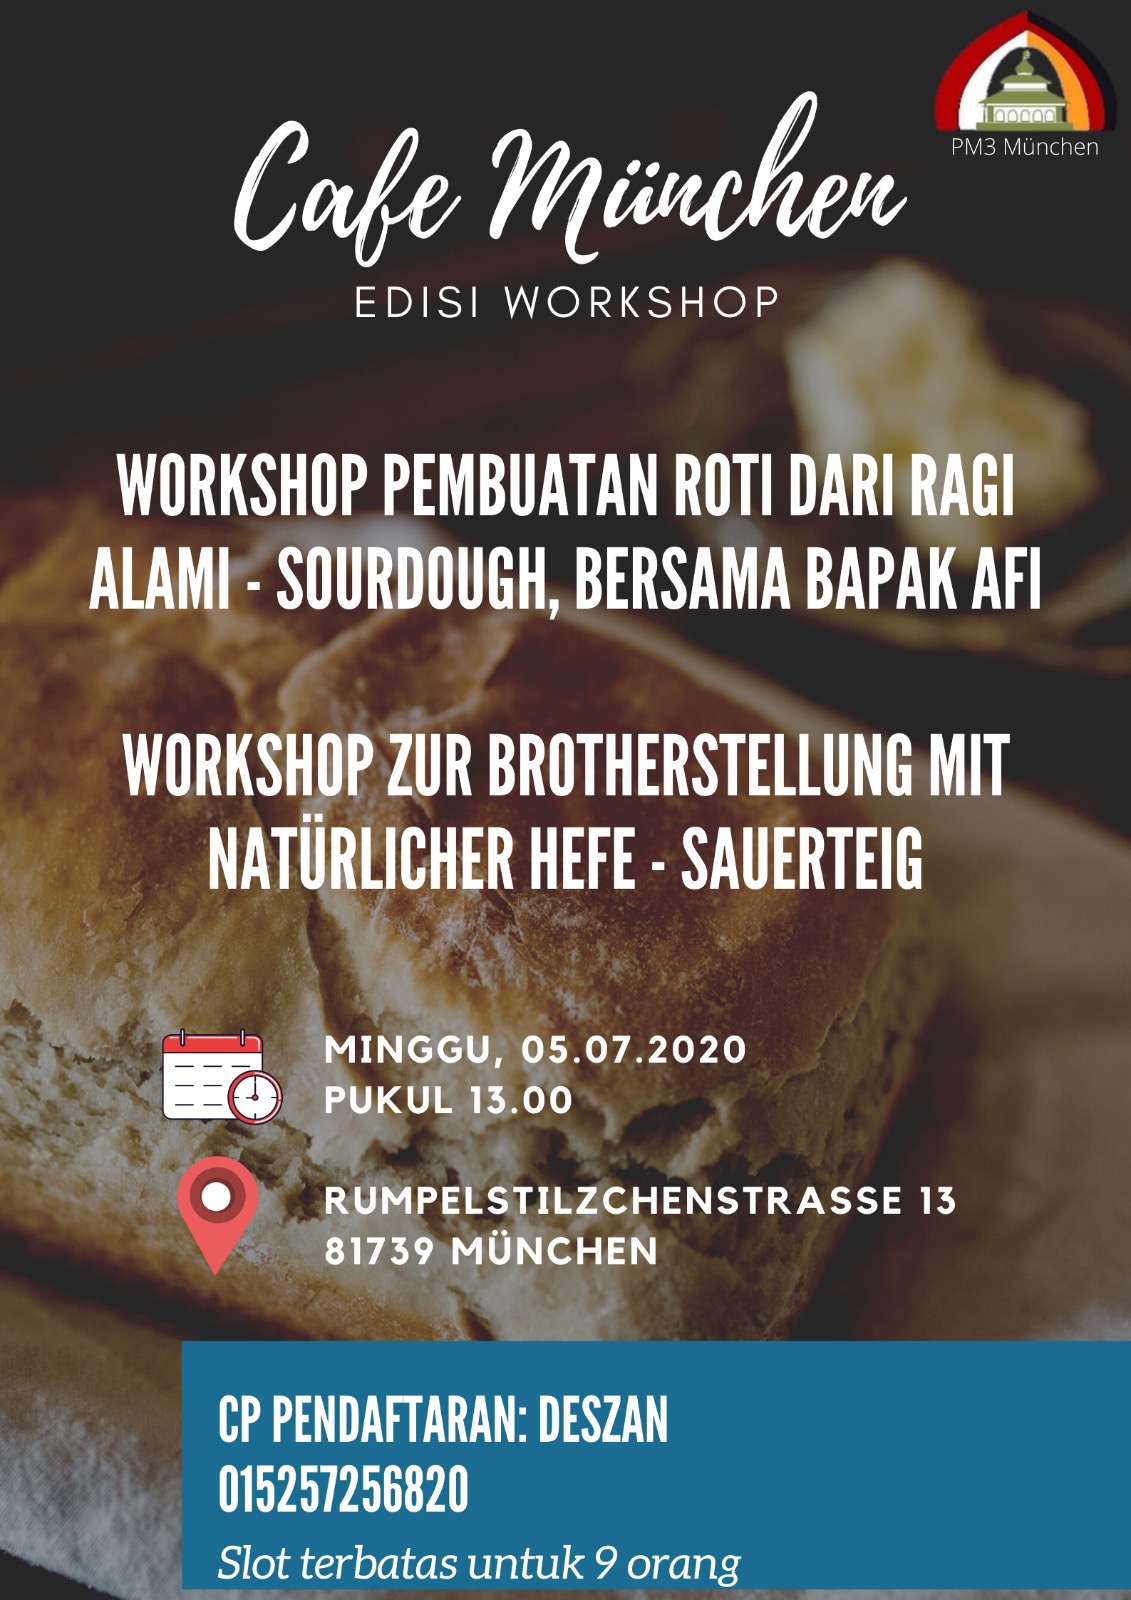 PM3 München
Cafe München
EDISI WORKSHOP
WORKSHOP PEMBUATAN ROTI DARI RAGI
ALAMI - SOURDOUGH, BERSAMA BAPAK AFI
WORKSHOP ZUR BROTHERSTELLUNG MIT
NATÜRLICHER HEFE - SAUERTEIG
MINGGU, 05.07.2020
PUKUL 13.00
RUMPELSTILZCHENSTRASSE 13
81739 MÜNCHEN
CP PENDAFTARAN: DESZAN
015257256820
Slot terbatas untuk 9 orang